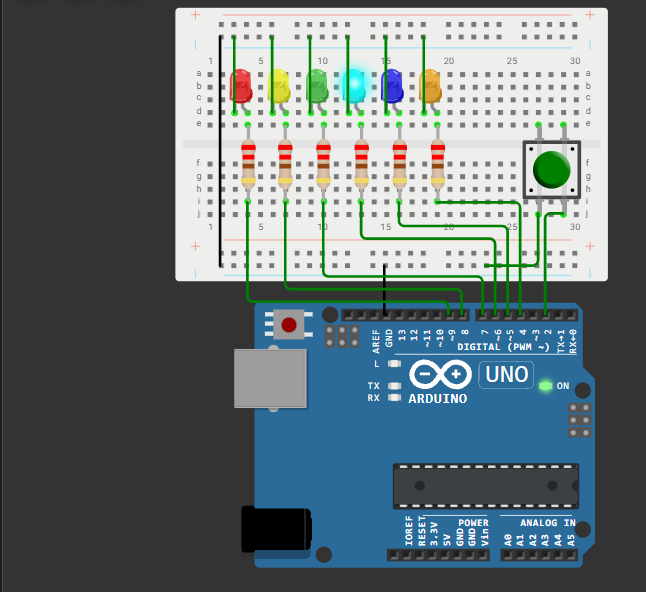 + +
1 5 10 15 20 25 30
a a
b b
c c
d d
e e
f f
g g
h h
i i
j j
1 5 15 20 25 30
+ +
AREF
GND
13
12
~11
~10
~9
8
7
~6
~5
4
~3
2
TX→1
RX←0
DIGITAL (PWM ~)
L
TX
RX
UNO
ON
ARDUINO
IOREF
RESET
3.3V
5V
GND
GND
Vin
POWER
ANALOG IN
A0
A1
A2
A3
A4
A5